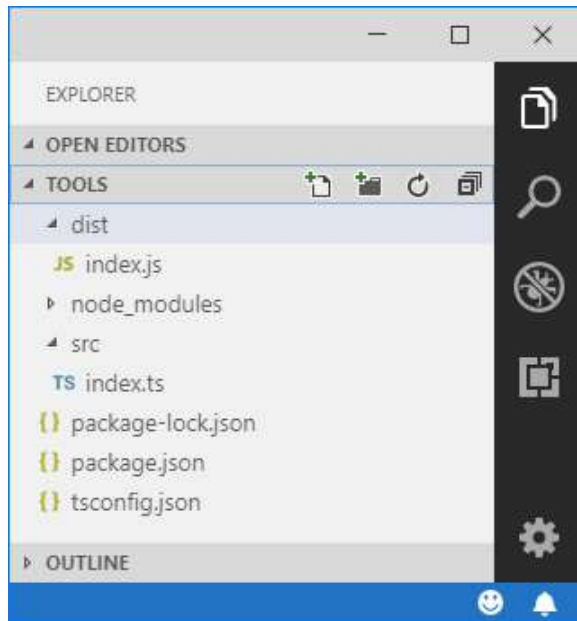 EXPLORER
OPEN EDITORS
TOOLS
dist
JS index.js
node_modules
src
TS index.ts
{} package-lock.json
{} package.json
{} tsconfig.json
OUTLINE